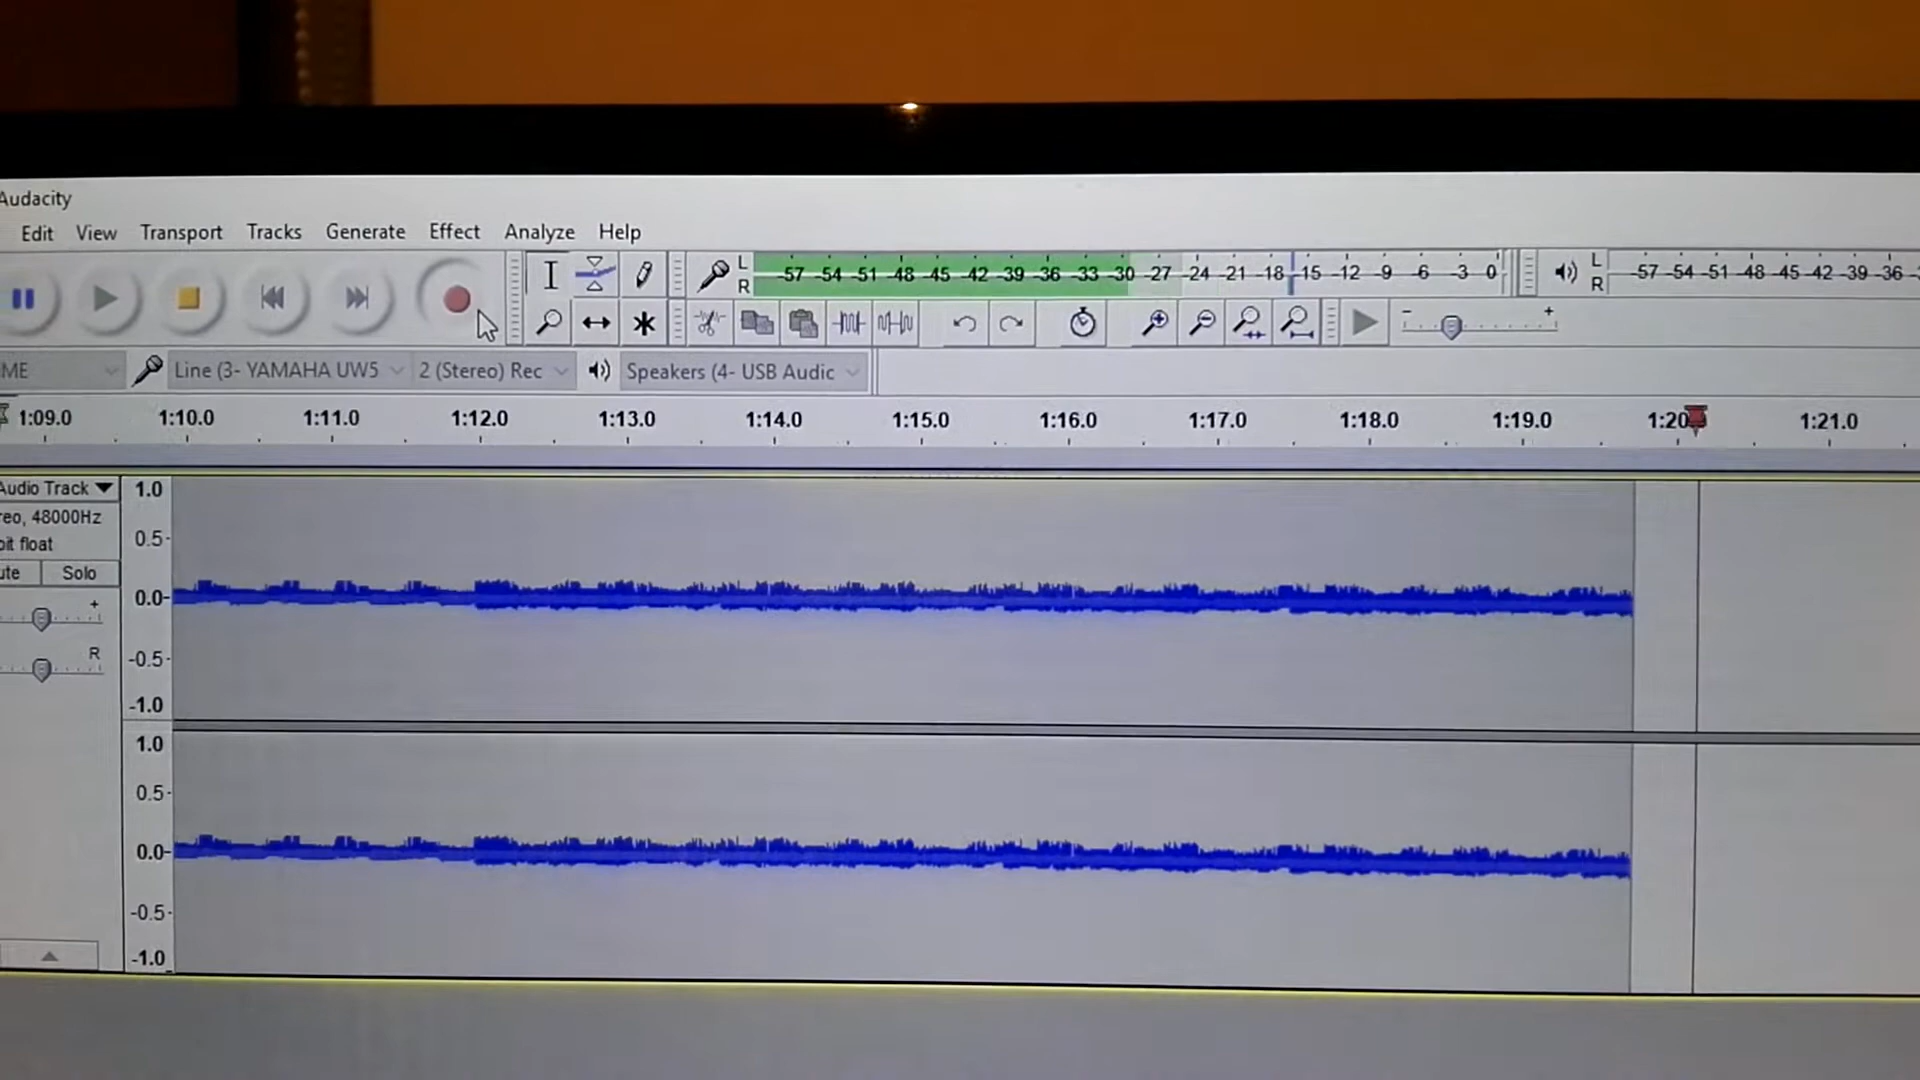 Audacity
Edit View Transport Tracks Generate Effect Analyze Help
L
R
-57 -54 -51 -48 -45 -42 -39 -36 -33 -30 -27 -24 -21 -18 -15 -12 -9 -6 -3 0
L
R
-57 -54 -51 -48 -45 -42 -39 -36
- +
ME Line (3- YAMAHA UW5 2 (Stereo) Rec Speakers (4- USB Audic
1:09.0 1:10.0 1:11.0 1:12.0 1:13.0 1:14.0 1:15.0 1:16.0 1:17.0 1:18.0 1:19.0 1:20 1:21.0
Audio Track 1.0
reo, 48000Hz 0.5
bit float
ute Solo
+ 0.0
R -0.5
-1.0
1.0
0.5
0.0
-0.5
-1.0